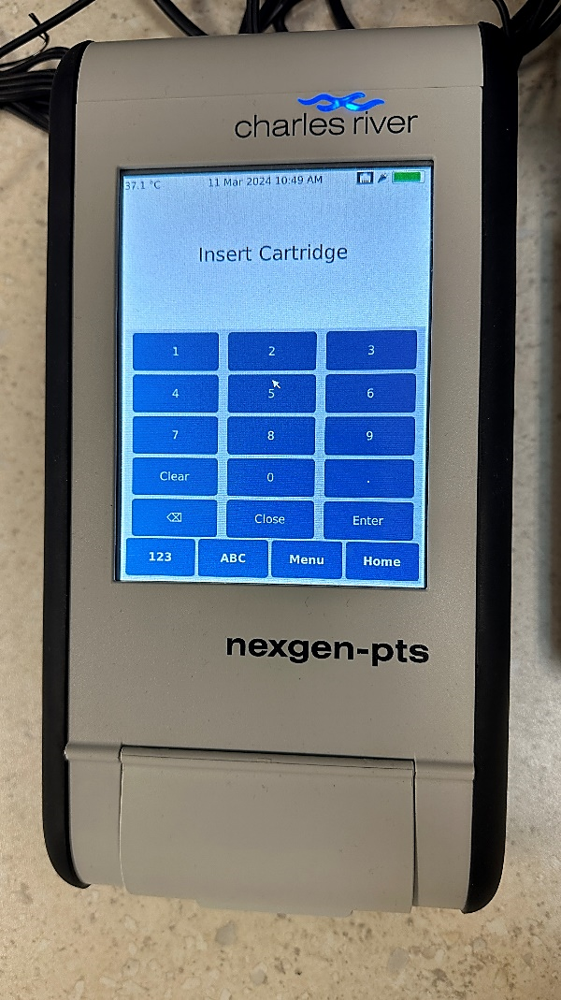 charles river
37.1 °C 11 Mar 2024 10:49 AM
Insert Cartridge
1 2 3
4 5 6
7 8 9
Clear 0 .
⌫ Close Enter
123 ABC Menu Home
nexgen-pts